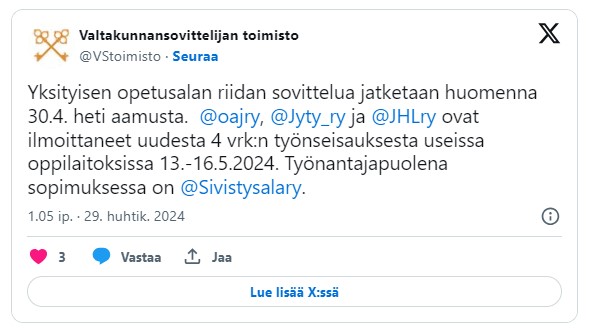 Valtakunnansovittelijan toimisto
@VStoimisto · Seuraa
Yksityisen opetusalan riidan sovittelua jatketaan huomenna
30.4. heti aamusta. @oajry, @Jyty_ry ja @JHLry ovat
ilmoittaneet uudesta 4 vrk:n työnseisauksesta useissa
oppilaitoksissa 13.-16.5.2024. Työnantajapuolena
sopimuksessa on @Sivistysalary.
1.05 ip. · 29. huhtik. 2024
3 Vastaa Jaa
Lue lisää X:ssä